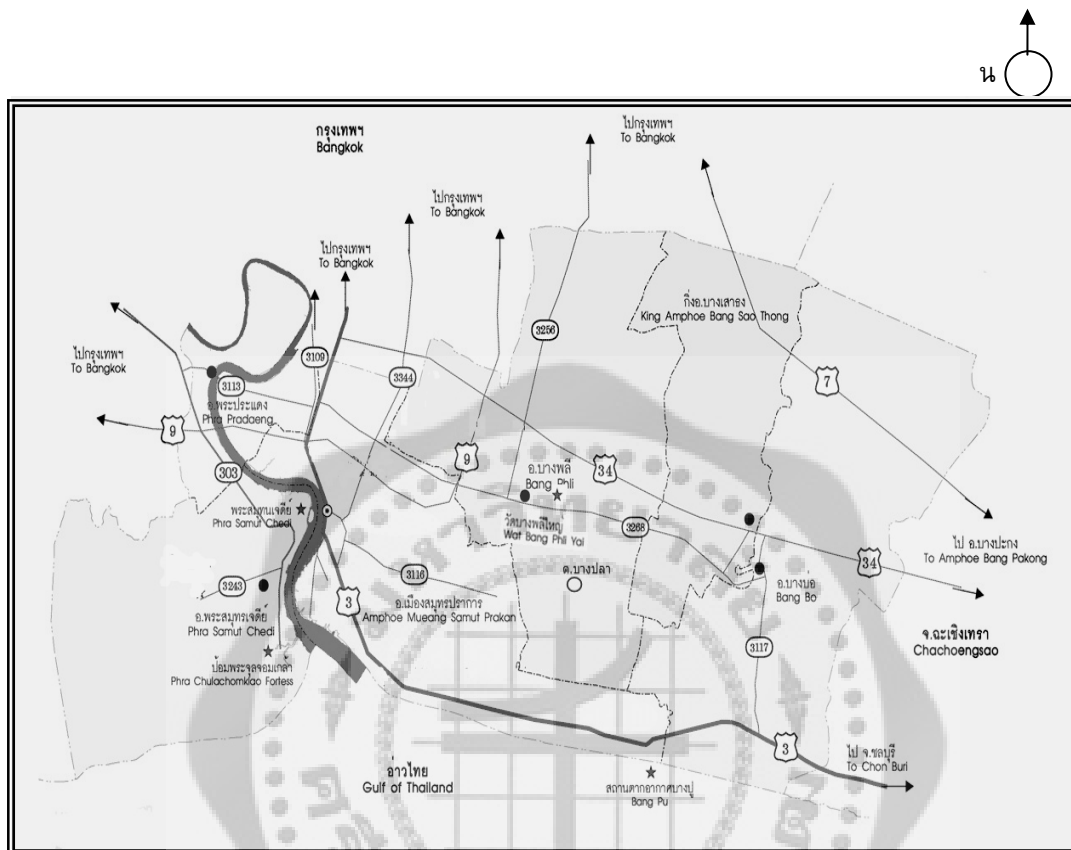 น
กรุงเทพฯ
Bangkok
ไปกรุงเทพฯ
To Bangkok
ไปกรุงเทพฯ
To Bangkok
ไปกรุงเทพฯ
To Bangkok
กิ่งอ.บางเสาธง
King Amphoe Bang Sao Thong
3256
ไปกรุงเทพฯ
To Bangkok
3109
3344
7
3113
อ.พระประแดง
Phra Pradaeng
9
9
34
303
อ.บางพลี
Bang Phli
พระสมุทรเจดีย์
Phra Samut Chedi
วัดบางพลีใหญ่
Wat Bang Phli Yai
3268
ไป อ.บางปะกง
To Amphoe Bang Pakong
34
ต.บางปลา
3116
3243
อ.บางบ่อ
Bang Bo
3
อ.เมืองสมุทรปราการ
Amphoe Mueang Samut Prakan
อ.พระสมุทรเจดีย์
Phra Samut Chedi
จ.ฉะเชิงเทรา
Chachoengsao
3117
ป้อมพระจุลจอมเกล้า
Phra Chulachomklao Fortess
3
ไป จ.ชลบุรี
To Chon Buri
อ่าวไทย
Gulf of Thailand
สถานตากอากาศบางปู
Bang Pu